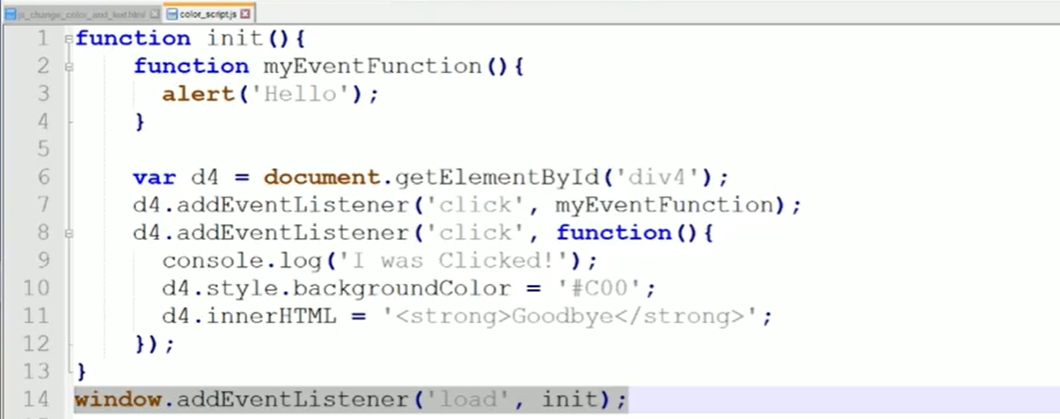 js_change_color_and_text.html color_script.js
1 function init(){
2 function myEventFunction(){
3 alert('Hello');
4 }
5
6 var d4 = document.getElementById('div4');
7 d4.addEventListener('click', myEventFunction);
8 d4.addEventListener('click', function(){
9 console.log('I was Clicked!');
10 d4.style.backgroundColor = '#C00';
11 d4.innerHTML = '<strong>Goodbye</strong>';
12 });
13 }
14 window.addEventListener('load', init);